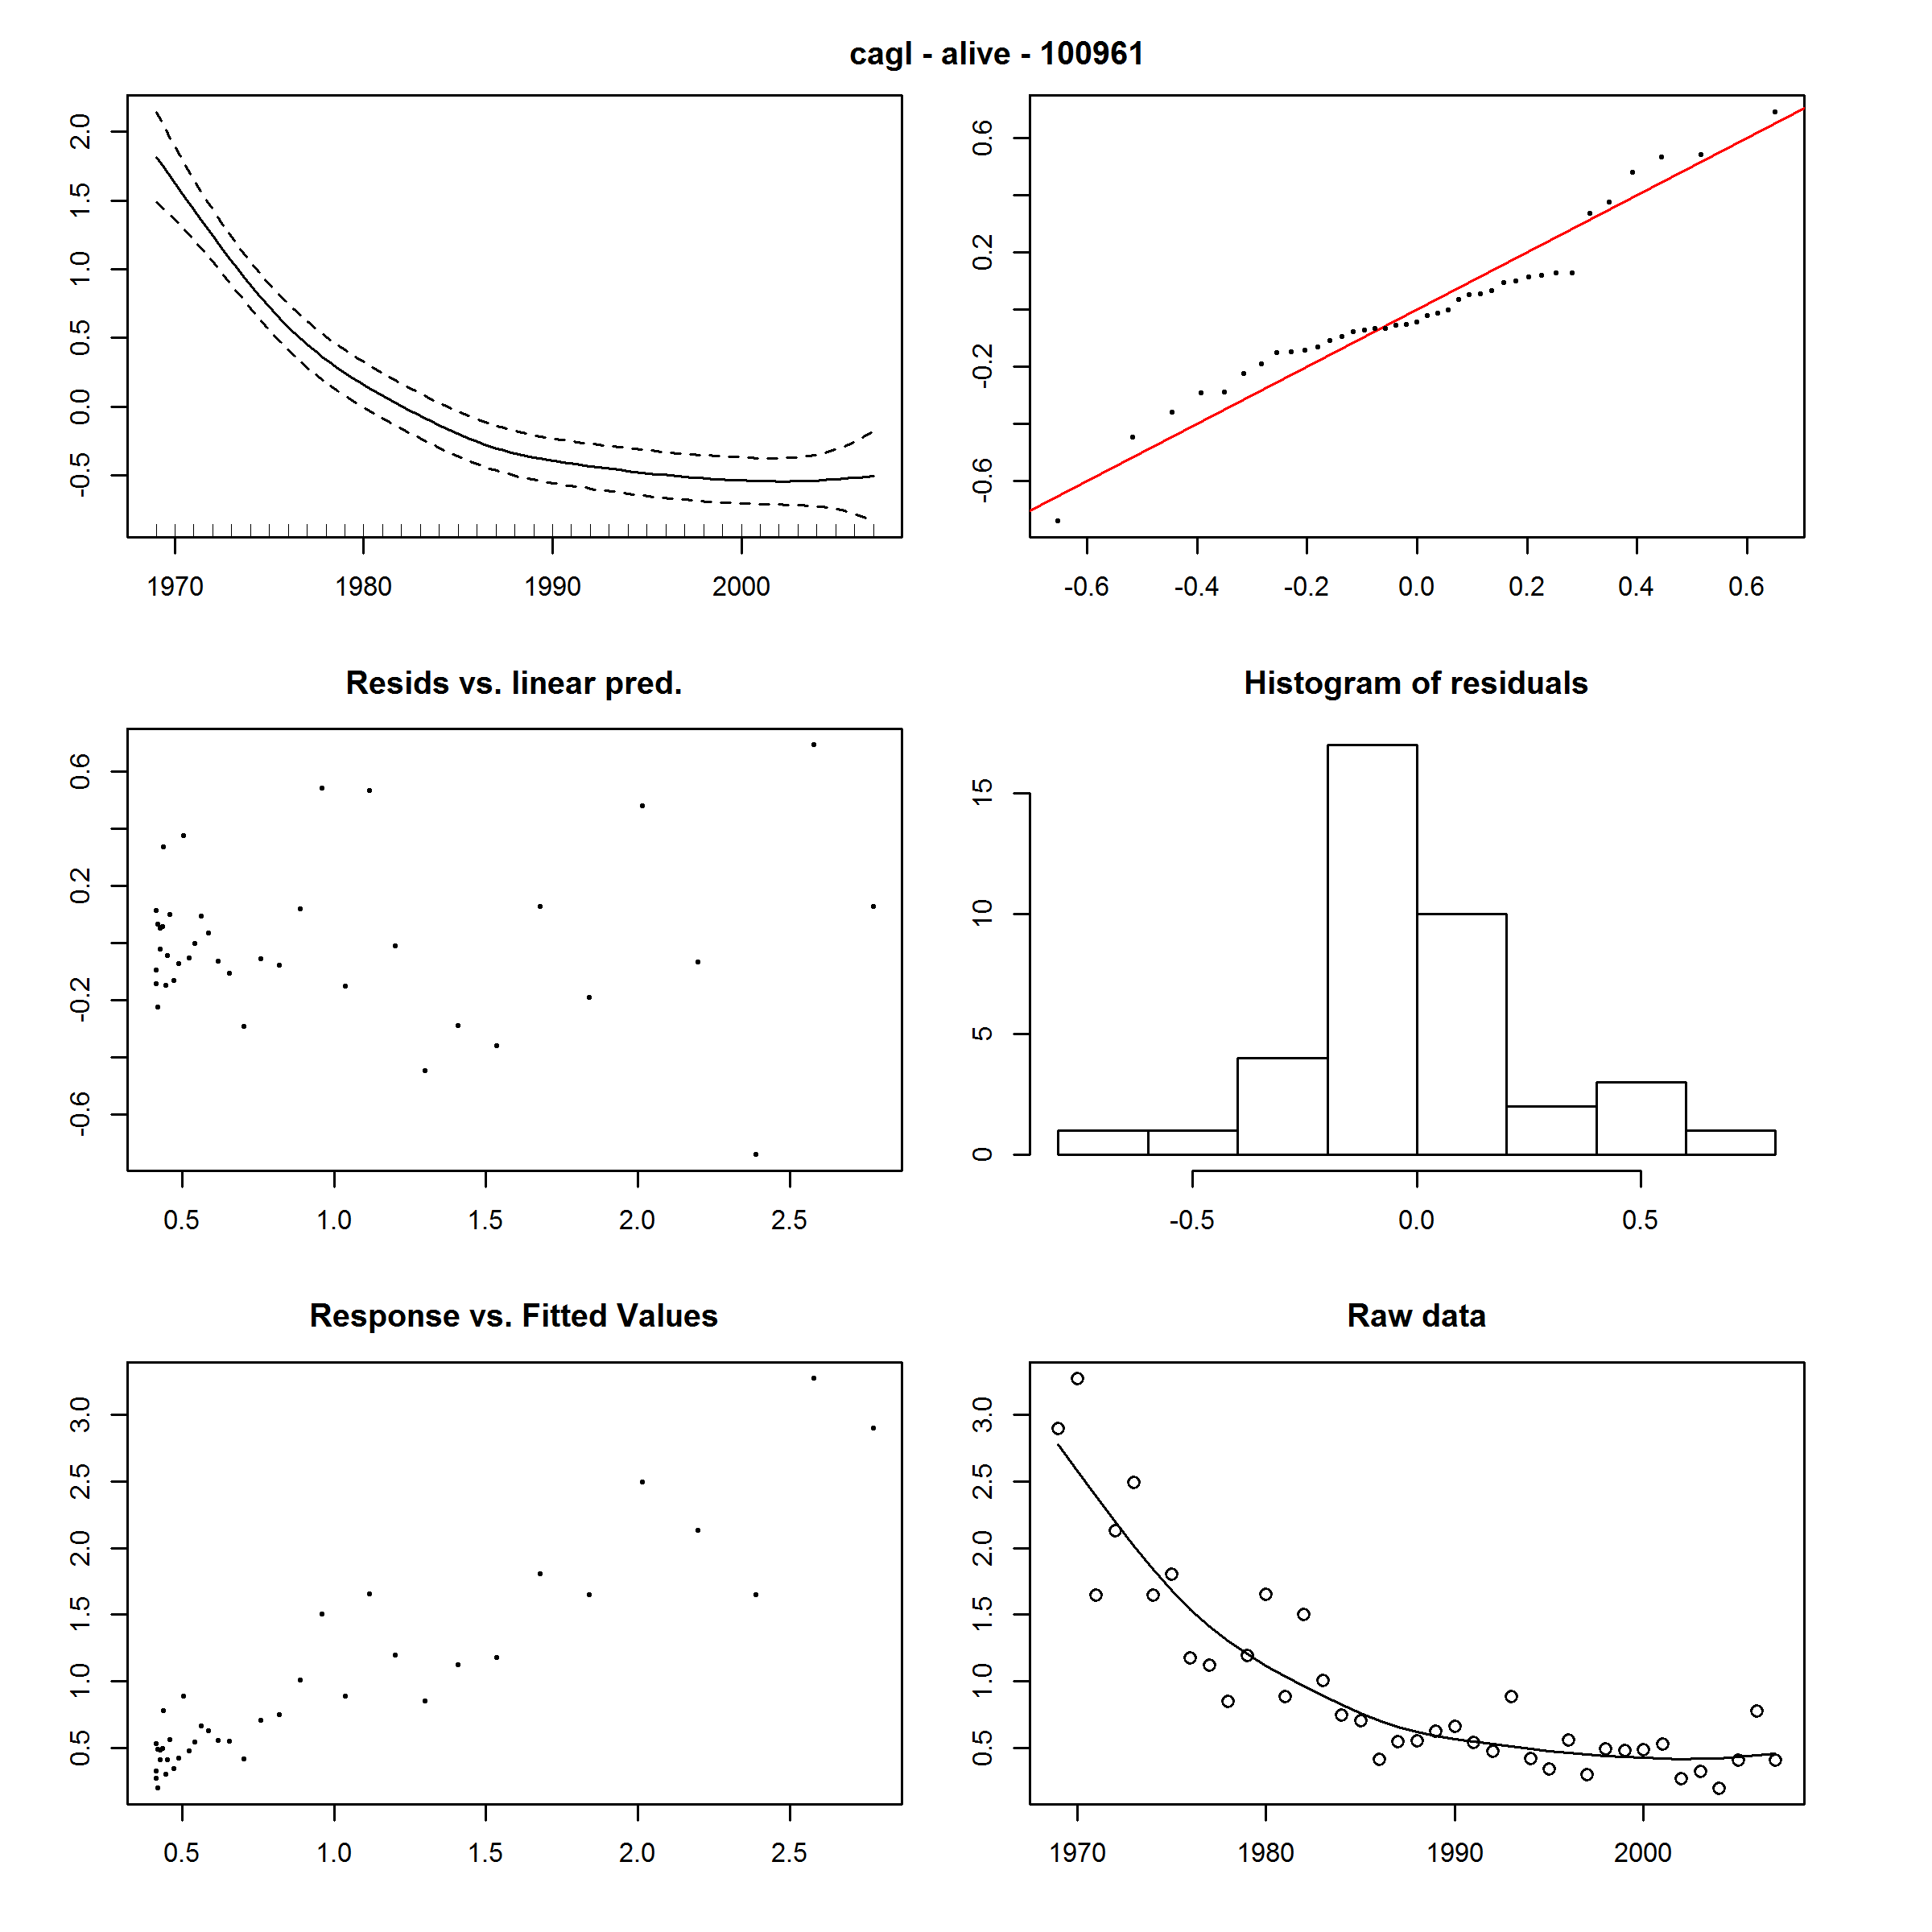 cagl - alive - 100961
2.0
1.5
1.0
0.5
0.0
-0.5
1970 1980 1990 2000
0.6
0.2
-0.2
-0.6
-0.6 -0.4 -0.2 0.0 0.2 0.4 0.6
Resids vs. linear pred.
0.6
0.2
-0.2
-0.6
0.5 1.0 1.5 2.0 2.5
Histogram of residuals
15
10
5
0
-0.5 0.0 0.5
Response vs. Fitted Values
3.0
2.5
2.0
1.5
1.0
0.5
0.5 1.0 1.5 2.0 2.5
Raw data
3.0
2.5
2.0
1.5
1.0
0.5
1970 1980 1990 2000